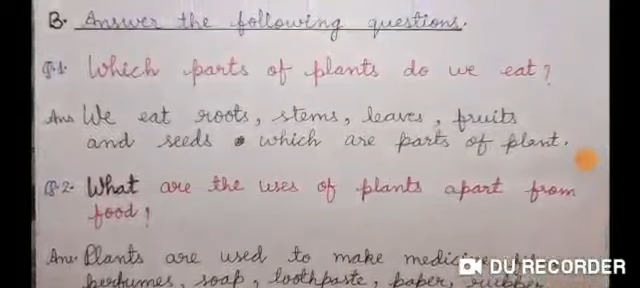 B. Answer the following questions.
Q.1. Which parts of plants do we eat?
Ans We eat roots, stems, leaves, fruits
and seeds which are parts of plant.
Q.2. What are the uses of plants apart from
food?
Ans. Plants are used to make
DU RECORDER
perfumes, soap, toothpaste, paper, rubber